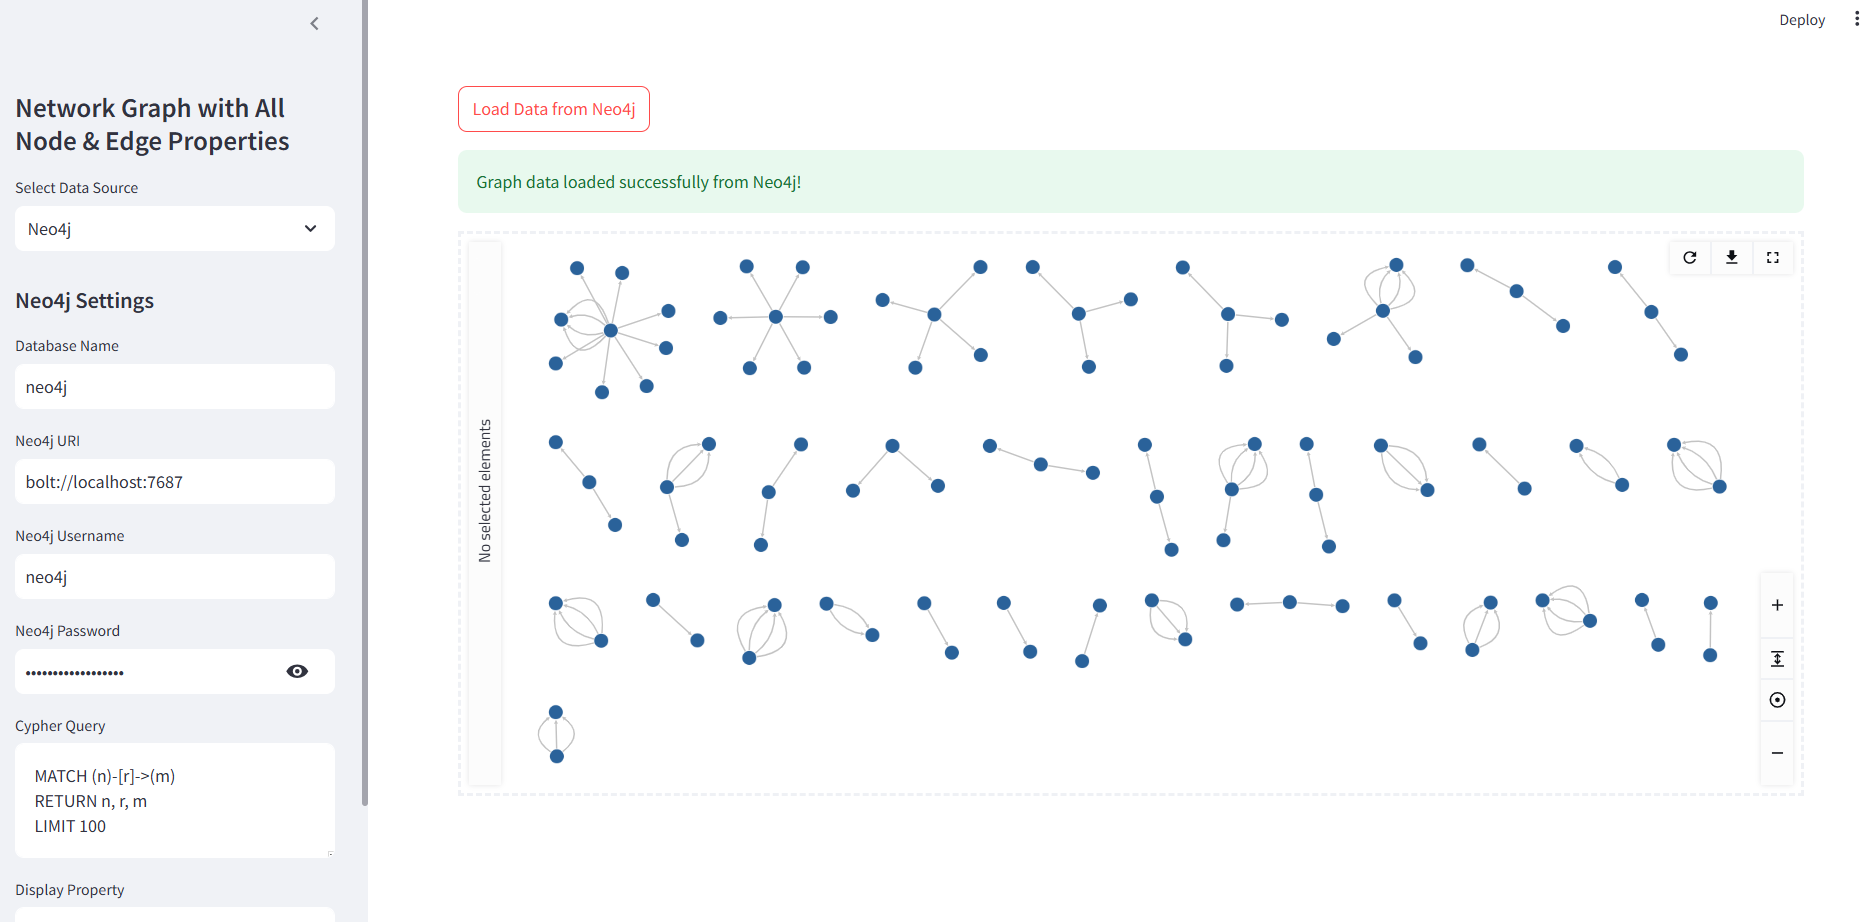 Network Graph with All
Node & Edge Properties
Select Data Source
Neo4j
Neo4j Settings
Database Name
neo4j
Neo4j URI
bolt://localhost:7687
Neo4j Username
neo4j
Neo4j Password
••••••••••••••••••
Cypher Query
MATCH (n)-[r]->(m)
RETURN n, r, m
LIMIT 100
Display Property
Deploy
Load Data from Neo4j
Graph data loaded successfully from Neo4j!
No selected elements